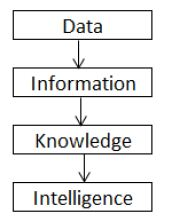 Data
Information
Knowledge
Intelligence